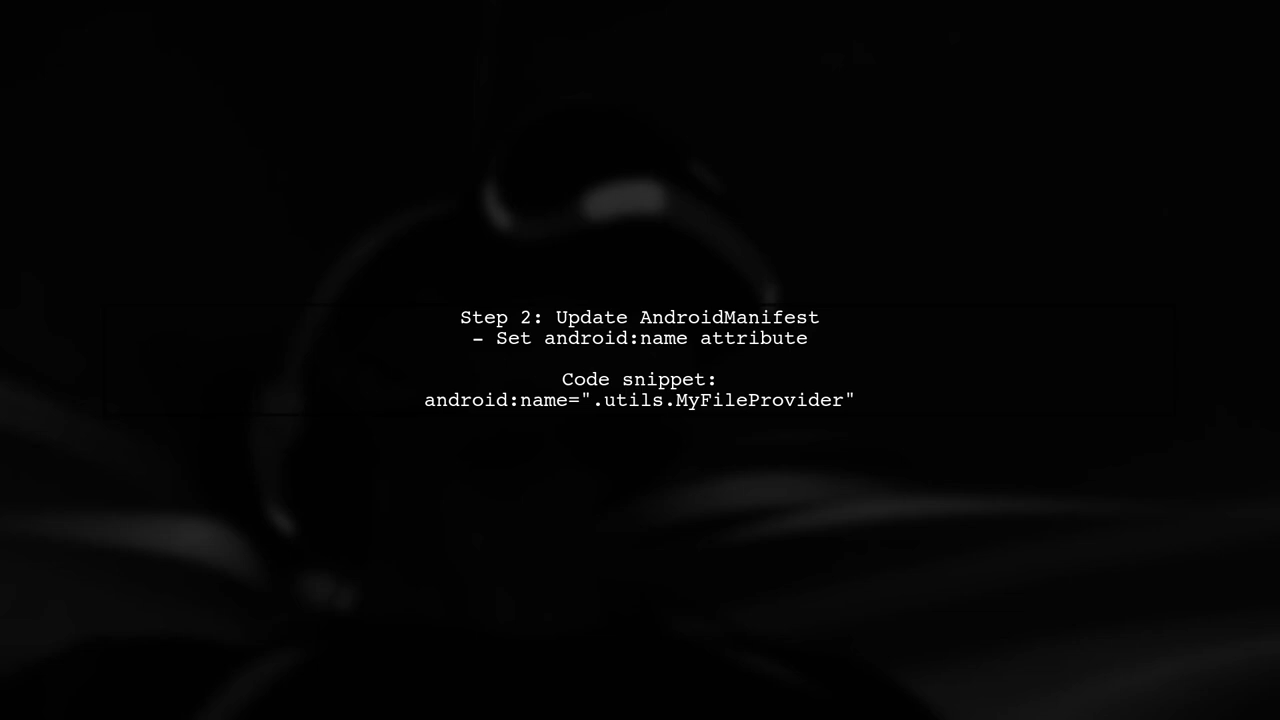 Step 2: Update AndroidManifest
- Set android:name attribute
Code snippet:
android:name=".utils.MyFileProvider"